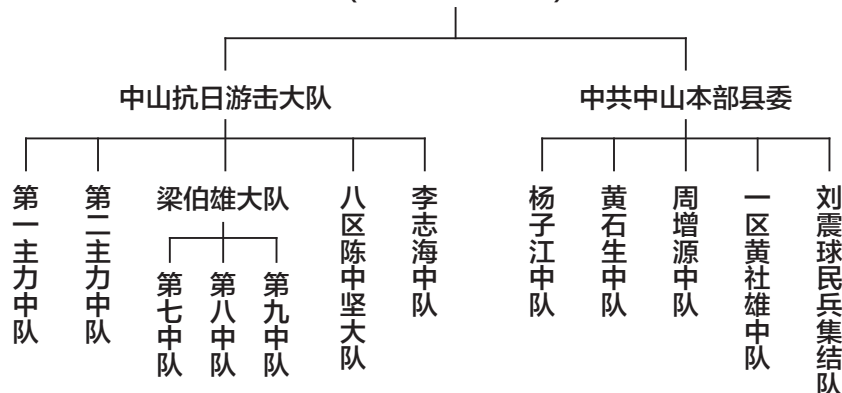 中山抗日游击大队
中共中山本部县委
第一主力中队
第二主力中队
梁伯雄大队
第七中队
第八中队
第九中队
八区陈中坚大队
李志海中队
杨子江中队
黄石生中队
周增源中队
一区黄社雄中队
刘震球民兵集结队